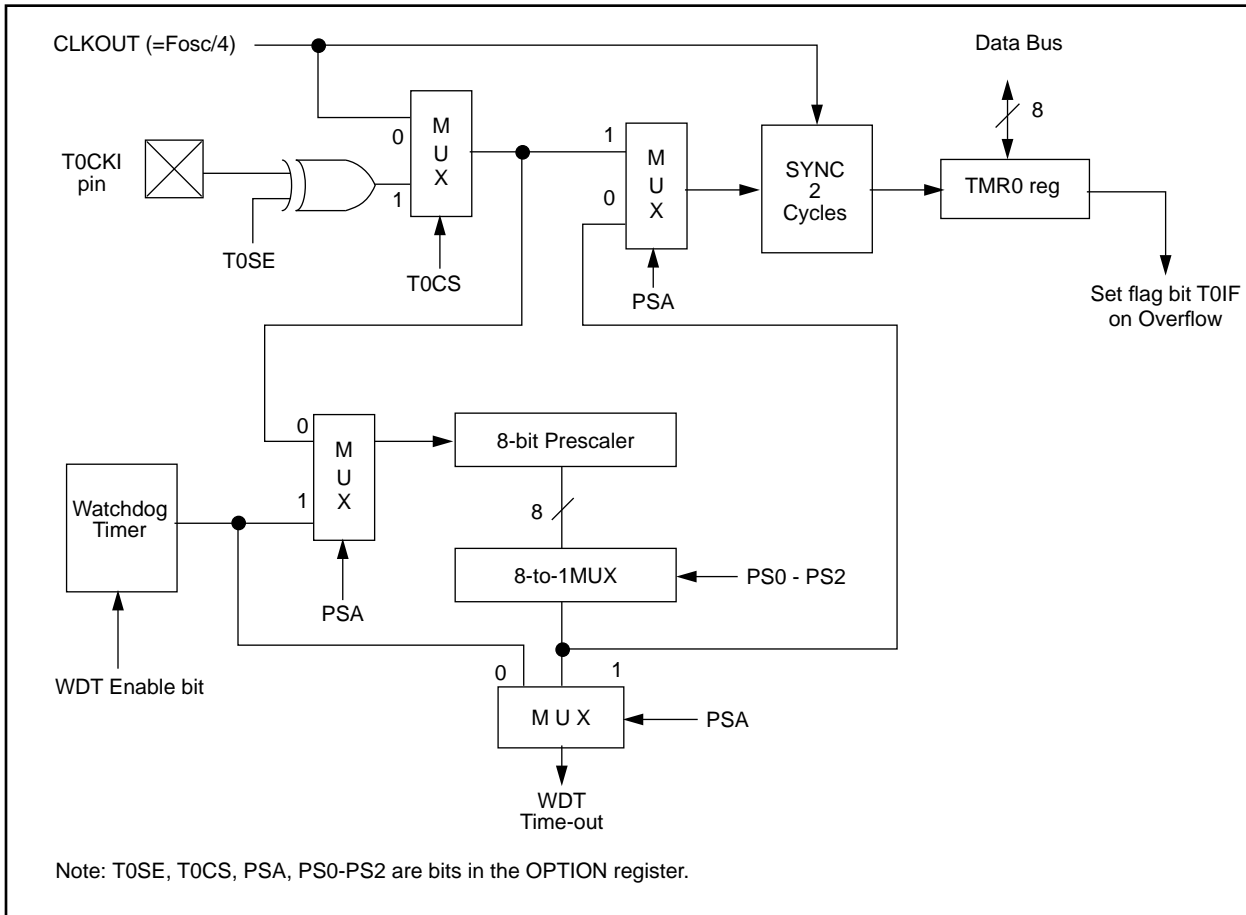 CLKOUT (=Fosc/4)
Data Bus
8
M
U
X
0
1
T0CKI
pin
T0SE
T0CS
1
0
M
U
X
PSA
SYNC
2
Cycles
TMR0 reg
Set flag bit T0IF
on Overflow
0
1
M
U
X
PSA
8-bit Prescaler
8
Watchdog
Timer
8-to-1MUX
PS0 - PS2
WDT Enable bit
0
1
M U X
PSA
WDT
Time-out
Note: T0SE, T0CS, PSA, PS0-PS2 are bits in the OPTION register.